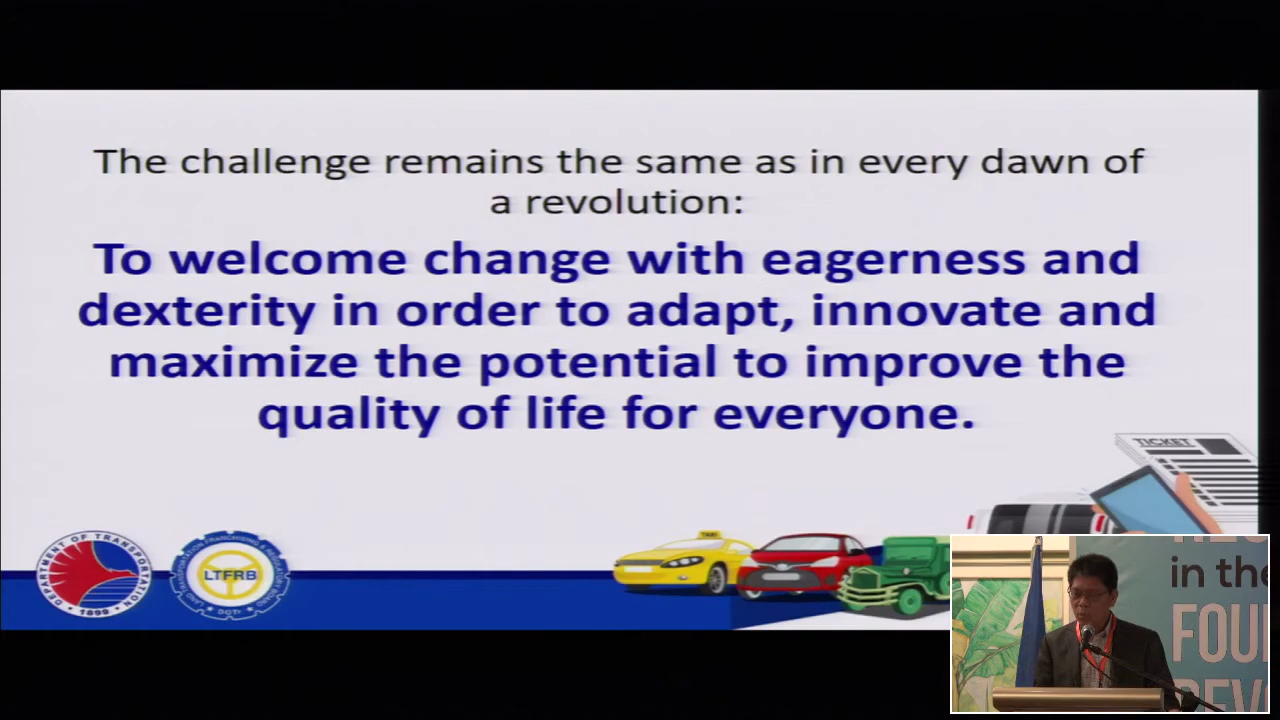 The challenge remains the same as in every dawn of
a revolution:
To welcome change with eagerness and
dexterity in order to adapt, innovate and
maximize the potential to improve the
quality of life for everyone.
TICKET
TAXI
DEPARTMENT OF TRANSPORTATION
1899
LTFRB
in the
FOU